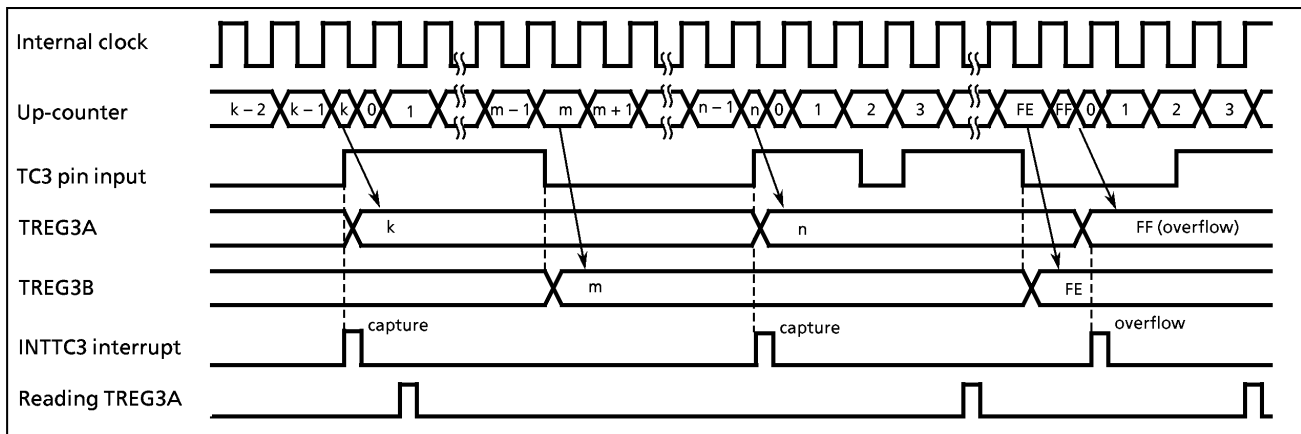 Internal clock
Up-counter k – 2 k – 1 k 0 1 m – 1 m m + 1 n – 1 n 0 1 2 3 FE FF 0 1 2 3
TC3 pin input
TREG3A k n FF (overflow)
TREG3B m FE
capture capture overflow
INTTC3 interrupt
Reading TREG3A